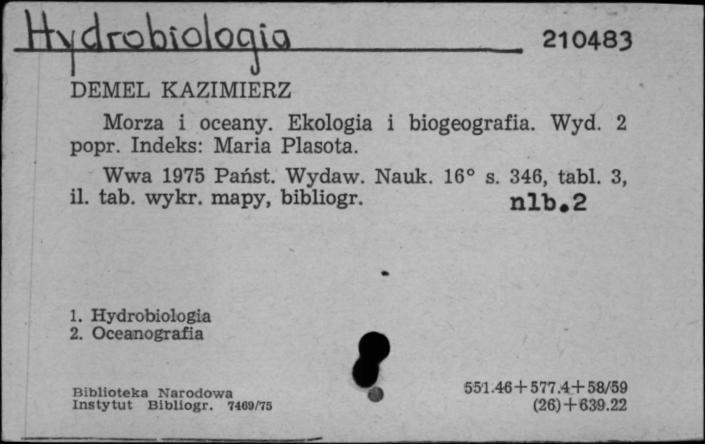 Hydrobiologia 210483
DEMEL KAZIMIERZ
Morza i oceany. Ekologia i biogeografia. Wyd. 2
popr. Indeks: Maria Plasota.
Wwa 1975 Państ. Wydaw. Nauk. 16° s. 346, tabl. 3,
il. tab. wykr. mapy, bibliogr. nlb.2
1. Hydrobiologia
2. Oceanografia
Biblioteka Narodowa
Instytut Bibliogr. 7469/75
551.46+577.4+58/59
(26)+639.22